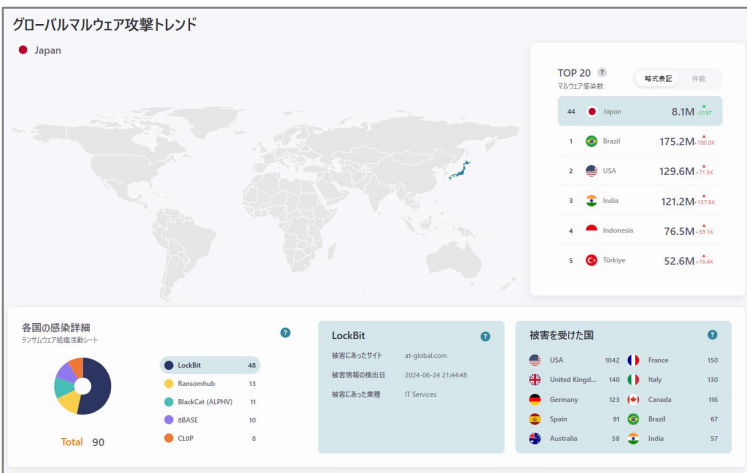 グローバルマルウェア攻撃トレンド
Japan
TOP 20 ?
マルウェア感染数
略式表記 件数
44 Japan 8.1M
1 Brazil 175.2M
2 USA 129.6M +71.5K
3 India 121.2M
4 Indonesia 76.5M
5 Türkiye 52.6M +16.4K
各国の感染詳細 ?
ランサムウェア組織活動レート
LockBit 48
Ransomhub 13
BlackCat (ALPHV) 11
8BASE 10
CL0P 8
Total 90
LockBit ?
被害にあったサイト at-global.com
被害情報の検出日 2024-06-24 21:44:48
被害にあった業種 IT Services
被害を受けた国 ?
USA 1042 France 150
United Kingd... 140 Italy 130
Germany 123 Canada 116
Spain 91 Brazil 67
Australia 58 India 57